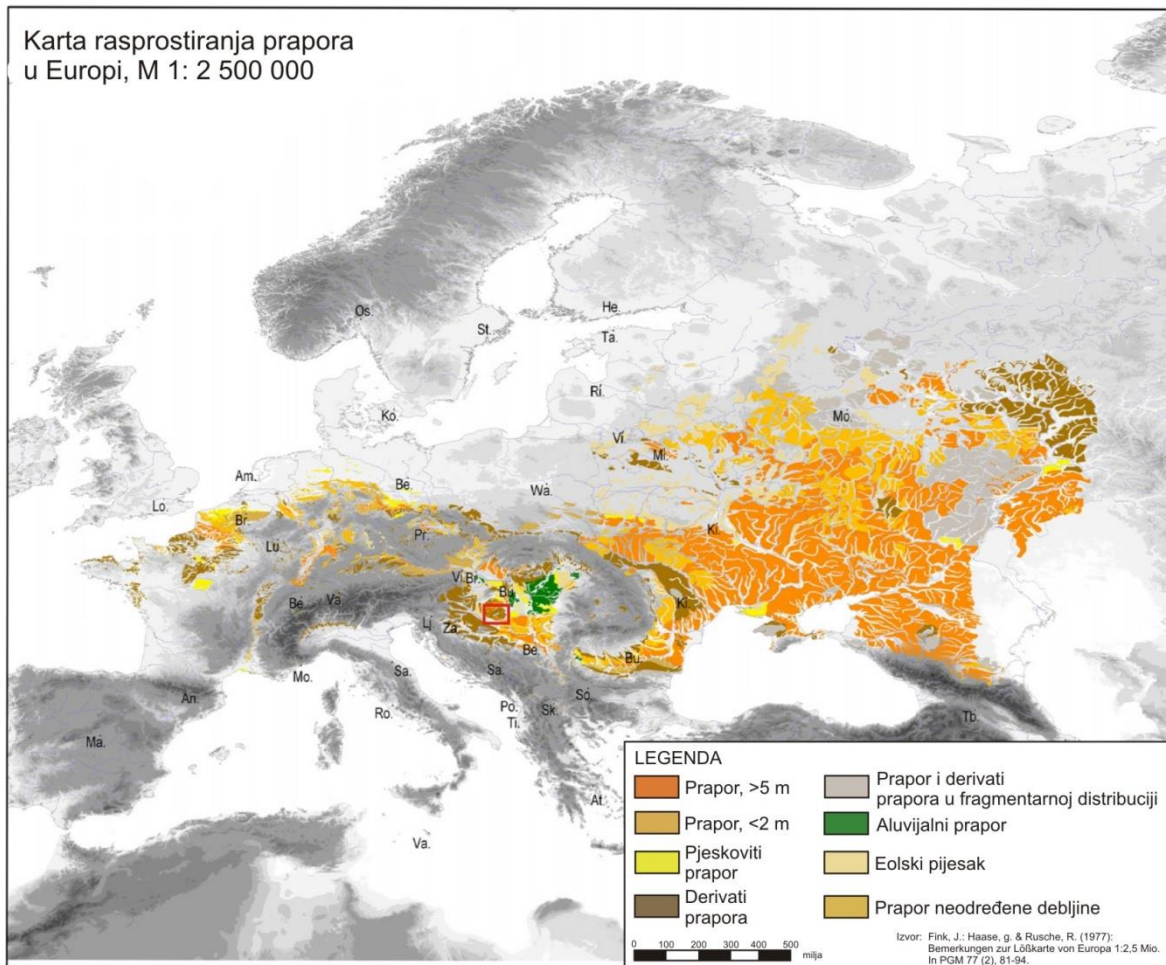 Karta rasprostiranja prapora
u Europi, M 1: 2 500 000
Os.
St.
He.
Ta.
Ri.
Ko.
Mo.
Vi.
Mi.
Am.
Be.
Wa.
Lo.
Br.
Lu.
Pr.
Ki.
Vi.
Br.
Bu.
Be.
Va.
Ki.
Lj.
Za.
Be.
Bu.
Mo.
Sa.
Sa.
So.
An.
Po.
Sk.
Ro.
Ti.
Tb.
Ma.
At.
Va.
LEGENDA
Prapor, >5 m
Prapor, <2 m
Pjeskoviti
prapor
Derivati
prapora
Prapor i derivati
prapora u fragmentarnoj distribuciji
Aluvijalni prapor
Eolski pijesak
Prapor neodređene debljine
0 100 200 300 400 500
milja
Izvor: Fink, J.: Haase, g. & Rusche, R. (1977):
Bemerkungen zur Lößkarte von Europa 1:2,5 Mio.
In PGM 77 (2), 81-94.